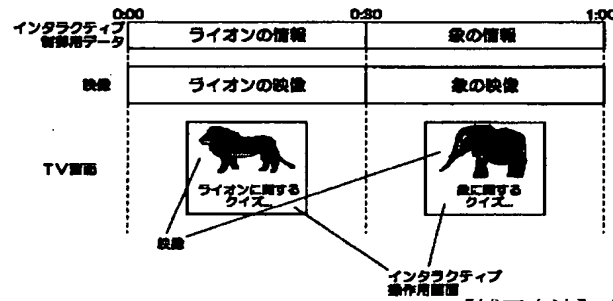 0:00 0:30 1:00
インタラクティブ
制御用データ
ライオンの情報 象の情報
映像
ライオンの映像 象の映像
TV画面
ライオンに関する
クイズ...
象に関する
クイズ...
映像
インタラクティブ
操作用画面